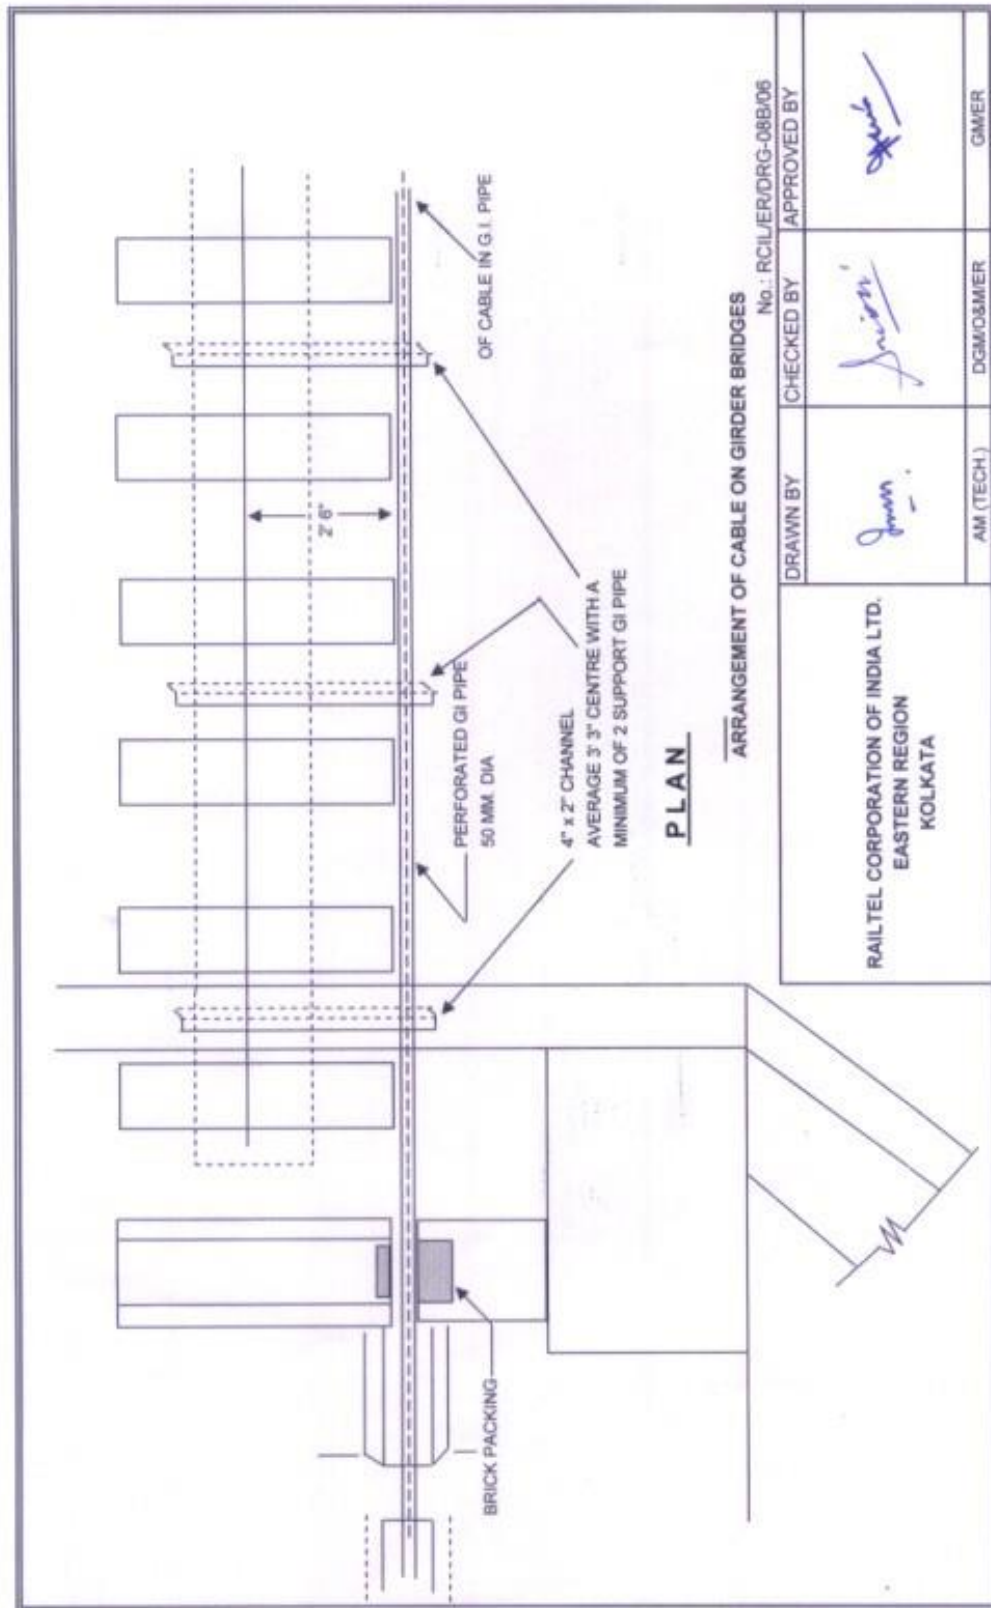 OF CABLE IN G.I. PIPE
2' 6"
PERFORATED GI PIPE
50 MM. DIA
4" x 2" CHANNEL
AVERAGE 3' 3" CENTRE WITH A
MINIMUM OF 2 SUPPORT GI PIPE
BRICK PACKING
PLAN
ARRANGEMENT OF CABLE ON GIRDER BRIDGES
No.: RCIL/ER/DRG-08B/06
RAILTEL CORPORATION OF INDIA LTD.
EASTERN REGION
KOLKATA
DRAWN BY
CHECKED BY
APPROVED BY
AM (TECH.)
DGM/O&M/ER
GM/ER